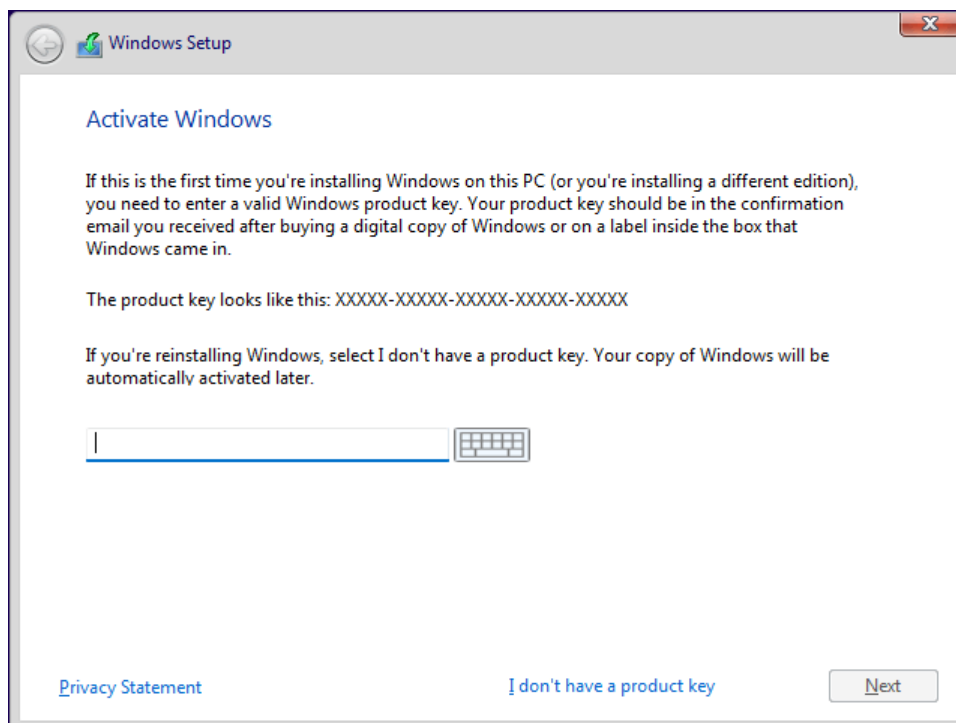 Windows Setup
Activate Windows
If this is the first time you're installing Windows on this PC (or you're installing a different edition),
you need to enter a valid Windows product key. Your product key should be in the confirmation
email you received after buying a digital copy of Windows or on a label inside the box that
Windows came in.
The product key looks like this: XXXXX-XXXXX-XXXXX-XXXXX-XXXXX
If you're reinstalling Windows, select I don't have a product key. Your copy of Windows will be
automatically activated later.
Privacy Statement I don't have a product key Next